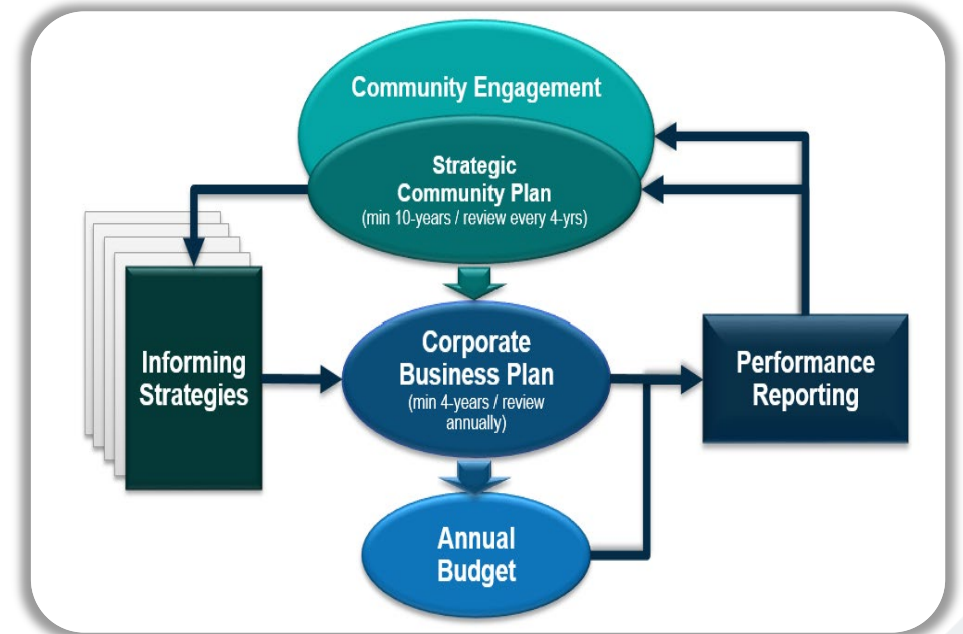 Community Engagement
Strategic
Community Plan
(min 10-years / review every 4-yrs)
Informing
Strategies
Corporate
Business Plan
(min 4-years / review
annually)
Performance
Reporting
Annual
Budget